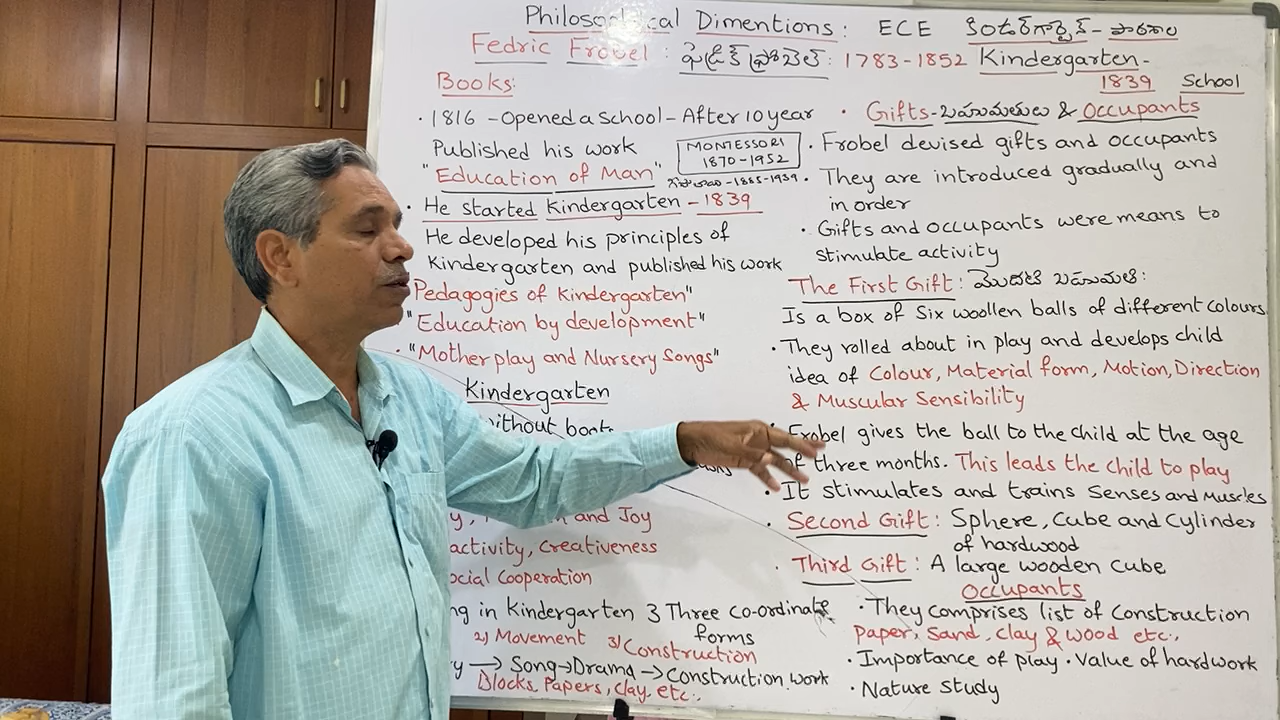 Philosophical Dimentions: ECE కిండర్‌గార్టెన్ - పాఠశాల
Fedric Frobel : ఫెడ్రిక్ ఫ్రోబెల్ : 1783-1852 Kindergarten-
1839 School
Books:
· 1816 - Opened a school - After 10 year
Published his work
"Education of Man"
MONTESSORI
1870-1952
-1885-1939
· He started Kindergarten - 1839
He developed his principles of
Kindergarten and published his work
Pedagogies of Kindergarten"
"Education by development"
· "Mother play and Nursery Songs"
Kindergarten
ithout books
and Joy
activity, Creativeness
ocial Cooperation
ng in Kindergarten 3 Three co-ordinate
forms
2) Movement 3) Construction
ry → Song → Drama → Construction work
Blocks, Papers, clay etc.,
· Gifts - బహుమతులు & Occupants
· Frobel devised gifts and occupants
· They are introduced gradually and
in order
· Gifts and occupants were means to
stimulate activity
The First Gift : మొదటి బహుమతి :
Is a box of Six woollen balls of different colours.
· They rolled about in play and develops child
idea of Colour, Material form, Motion, Direction
& Muscular Sensibility
· Frobel gives the ball to the child at the age
of three months. This leads the child to play
· It stimulates and trains Senses and Muscles
· Second Gift : Sphere, Cube and Cylinder
of hardwood
· Third Gift : A large wooden cube
Occupants
· They comprises list of construction
Paper, Sand, clay & wood etc.,
· Importance of play · Value of hardwork
· Nature study